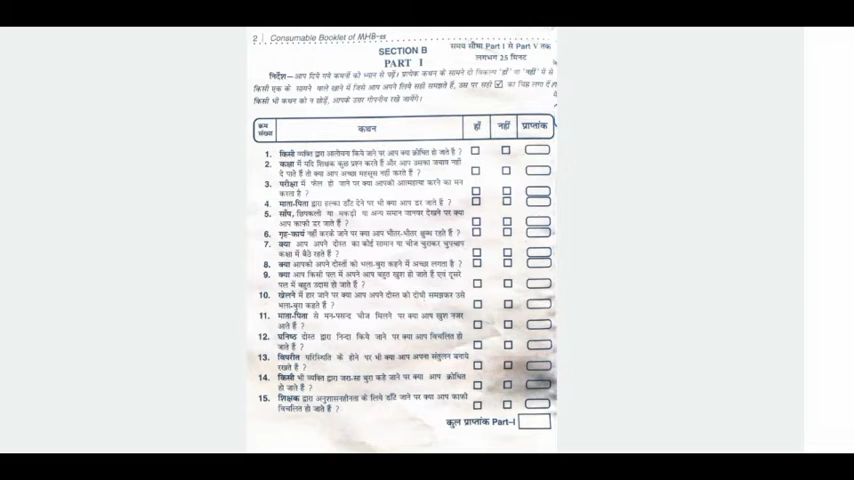 2 | Consumable Booklet of MHB-ss
SECTION B
PART I
समय सीमा Part I से Part V तक
लगभग 25 मिनट
निर्देश—आप दिये गये कथनों को ध्यान से पढ़ें। प्रत्येक कथन के सामने दो विकल्प 'हाँ' या 'नहीं' में से
किसी एक के सामने वाले खाने में जिसे आप अपने लिये सही समझते हैं, उस पर सही ☑ का चिह्न लगा दें।
किसी भी कथन को न छोड़ें, आपके उत्तर गोपनीय रखे जायेंगे।
क्रम संख्या कथन हाँ नहीं प्राप्तांक
1. किसी व्यक्ति द्वारा आलोचना किये जाने पर आप क्या क्रोधित हो जाते हैं ?
2. कक्षा में यदि शिक्षक कुछ प्रश्न करते हैं और आप उसका जवाब नहीं
दे पाते हैं तो क्या आप अच्छा महसूस नहीं करते हैं ?
3. परीक्षा में फेल हो जाने पर क्या आपको आत्महत्या करने का मन
करता है ?
4. माता-पिता द्वारा हल्का डाँट देने पर भी क्या आप डर जाते हैं ?
5. साँप, छिपकली या मकड़ी या अन्य समान जानवर देखने पर क्या
आप काफी डर जाते हैं ?
6. गृह-कार्य नहीं करके जाने पर क्या आप भीतर-भीतर क्षुब्ध रहते हैं ?
7. क्या आप अपने दोस्त का कोई सामान या चीज चुराकर चुपचाप
कक्षा में बैठे रहते हैं ?
8. क्या आपको अपने दोस्तों को भला-बुरा कहने में अच्छा लगता है ?
9. क्या आप किसी पल में अपने आप बहुत खुश हो जाते हैं एवं दूसरे
पल में बहुत उदास हो जाते हैं ?
10. खेलने में हार जाने पर क्या आप अपने दोस्त को दोषी समझकर उसे
भला-बुरा कहते हैं ?
11. माता-पिता से मन-पसन्द चीज मिलने पर क्या आप खुश नजर
आते हैं ?
12. घनिष्ठ दोस्त द्वारा निन्दा किये जाने पर क्या आप विचलित हो
जाते हैं ?
13. विपरीत परिस्थिति के होने पर भी क्या आप अपना संतुलन बनाये
रखते हैं ?
14. किसी भी व्यक्ति द्वारा जरा-सा बुरा कहे जाने पर क्या आप क्रोधित
हो जाते हैं ?
15. शिक्षक द्वारा अनुशासनहीनता के लिये डाँटे जाने पर क्या आप काफी
विचलित हो जाते हैं ?
कुल प्राप्तांक Part-I